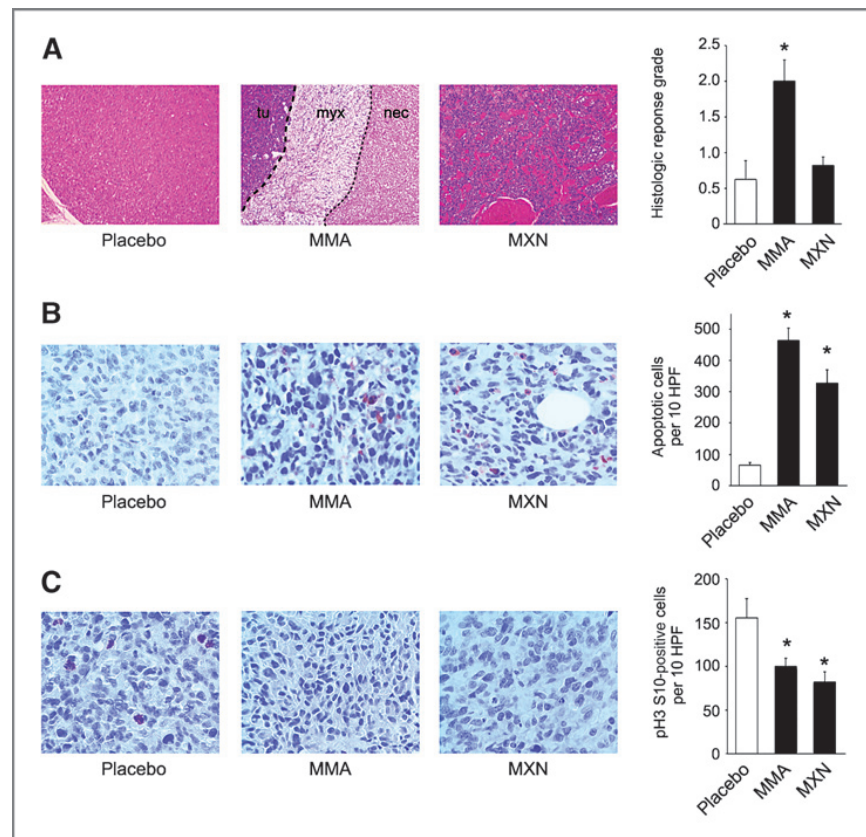 A
tu
myx
nec
Placebo
MMA
MXN
Histologic reponse grade
2.5
2.0
1.5
1.0
0.5
0
*
Placebo
MMA
MXN
B
Placebo
MMA
MXN
Apoptotic cells
per 10 HPF
500
400
300
200
100
0
*
*
Placebo
MMA
MXN
C
Placebo
MMA
MXN
pH3 S10-positive cells
per 10 HPF
200
150
100
50
0
*
*
Placebo
MMA
MXN